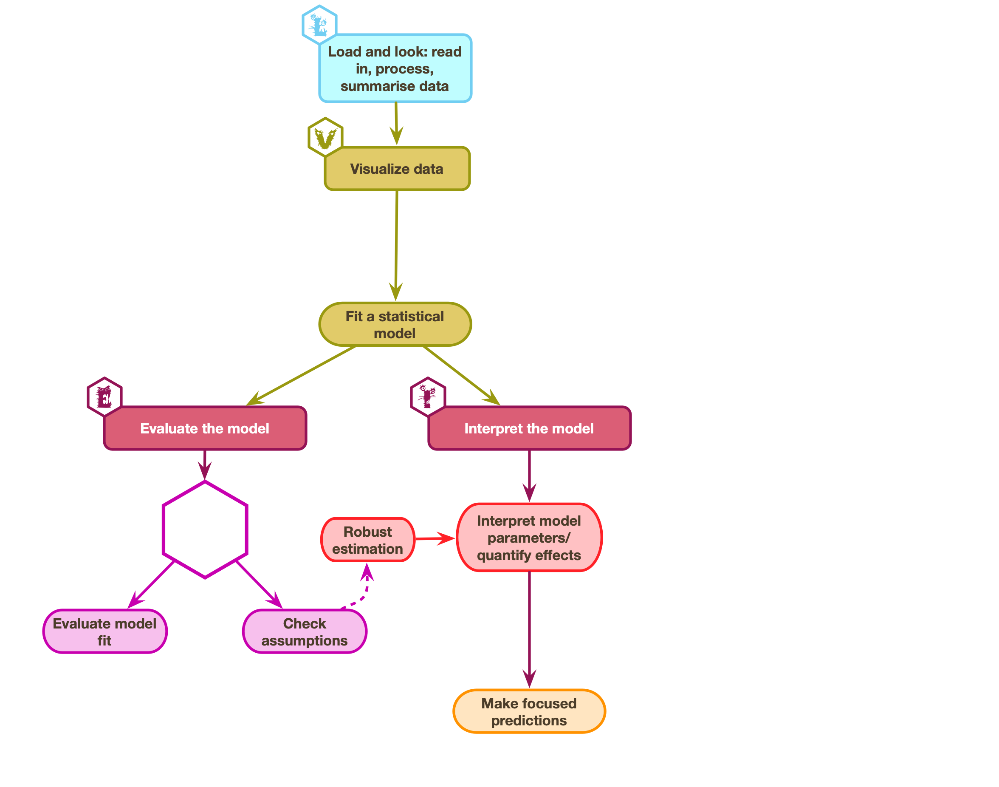 L
Load and look: read
in, process,
summarise data
V
Visualize data
Fit a statistical
model
E
Evaluate the model
I
Interpret the model
Robust
estimation
Interpret model
parameters/
quantify effects
Evaluate model
fit
Check
assumptions
Make focused
predictions